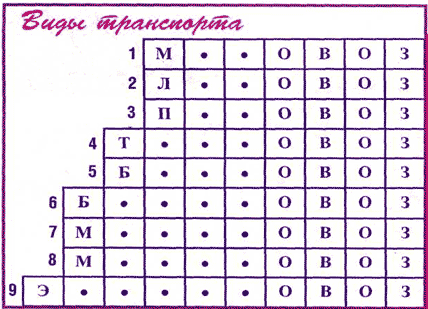 Виды транспорта
1 М • • О В О З
2 Л • • О В О З
3 П • • О В О З
4 Т • • • О В О З
5 Б • • • О В О З
6 Б • • • • О В О З
7 М • • • • О В О З
8 М • • • • О В О З
9 Э • • • • • О В О З